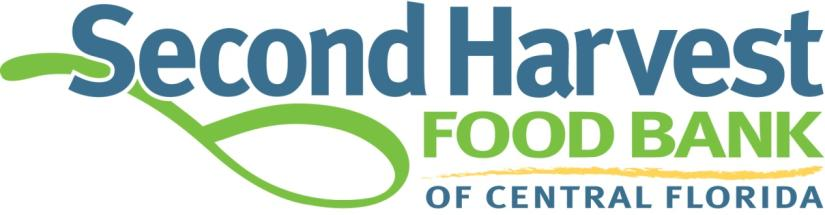 Second Harvest
FOOD BANK
OF CENTRAL FLORIDA